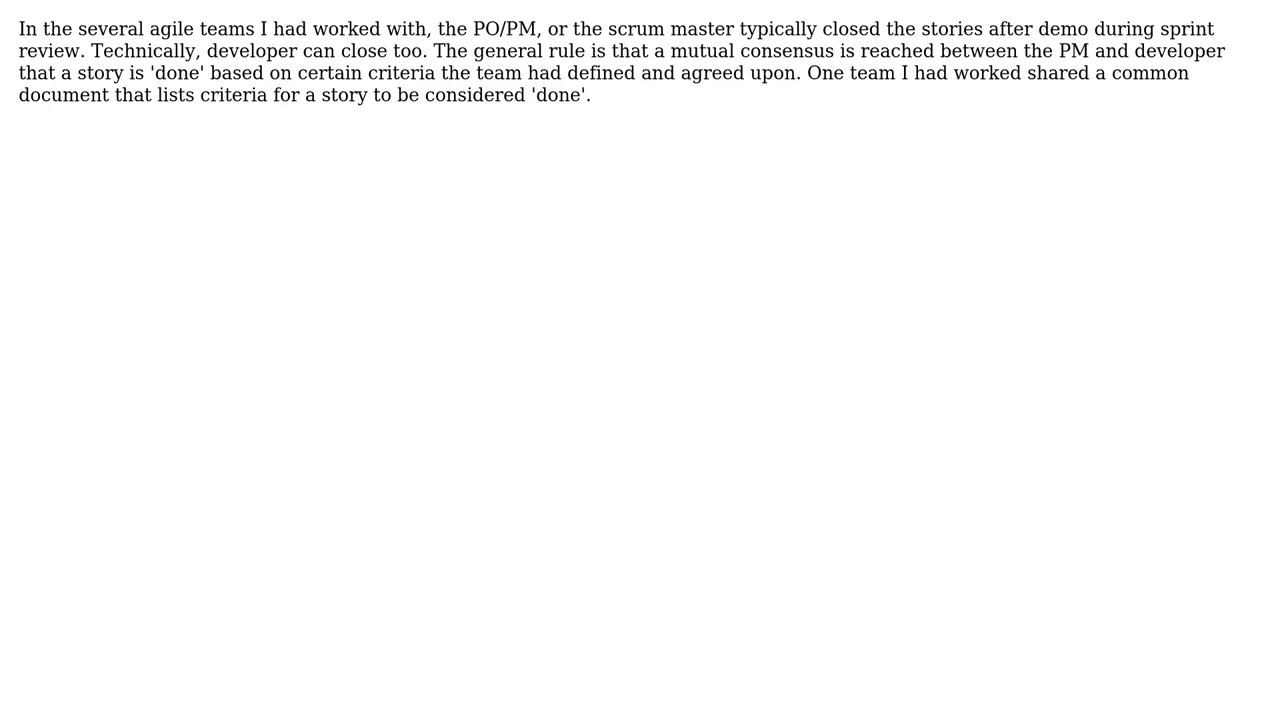 In the several agile teams I had worked with, the PO/PM, or the scrum master typically closed the stories after demo during sprint
review. Technically, developer can close too. The general rule is that a mutual consensus is reached between the PM and developer
that a story is 'done' based on certain criteria the team had defined and agreed upon. One team I had worked shared a common
document that lists criteria for a story to be considered 'done'.